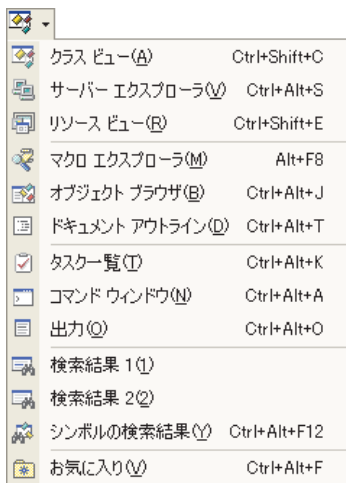 クラス ビュー(A) Ctrl+Shift+C
サーバー エクスプローラ(V) Ctrl+Alt+S
リソース ビュー(R) Ctrl+Shift+E
マクロ エクスプローラ(M) Alt+F8
オブジェクト ブラウザ(B) Ctrl+Alt+J
ドキュメント アウトライン(D) Ctrl+Alt+T
タスク一覧(T) Ctrl+Alt+K
コマンド ウィンドウ(N) Ctrl+Alt+A
出力(O) Ctrl+Alt+O
検索結果 1(1)
検索結果 2(2)
シンボルの検索結果(Y) Ctrl+Alt+F12
お気に入り(V) Ctrl+Alt+F